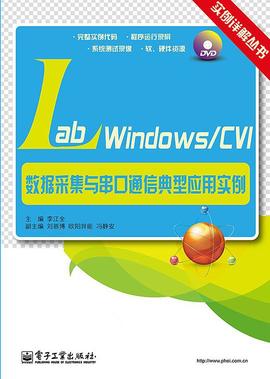 实例详解丛书
·完整实例代码 ·程序运行录屏
·系统测试录像 ·软、硬件资源
DVD
LabWindows/CVI
数据采集与串口通信典型应用实例
主 编 李江全
副主编 刘恩博 欧阳异能 冯静安
电子工业出版社
http://www.phei.com.cn